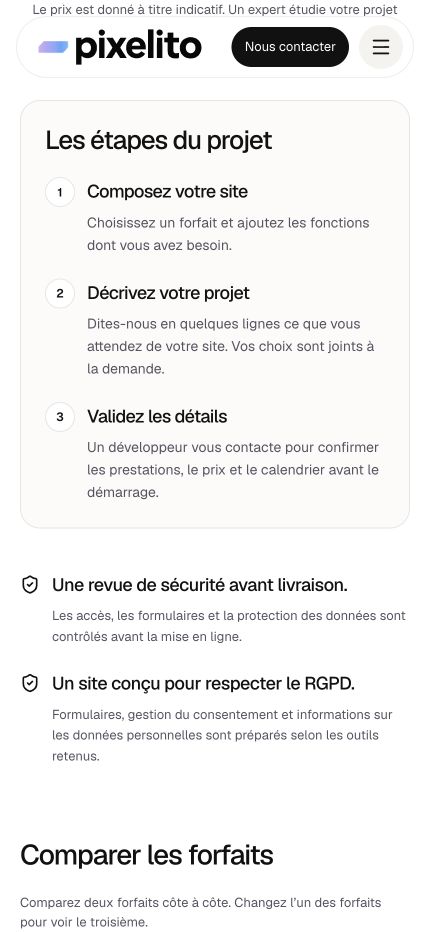 Le prix est donné à titre indicatif. Un expert étudie votre projet
pixelito
Nous contacter
Les étapes du projet
1
Composez votre site
Choisissez un forfait et ajoutez les fonctions
dont vous avez besoin.
2
Décrivez votre projet
Dites-nous en quelques lignes ce que vous
attendez de votre site. Vos choix sont joints à
la demande.
3
Validez les détails
Un développeur vous contacte pour confirmer
les prestations, le prix et le calendrier avant le
démarrage.
Une revue de sécurité avant livraison.
Les accès, les formulaires et la protection des données sont
contrôlés avant la mise en ligne.
Un site conçu pour respecter le RGPD.
Formulaires, gestion du consentement et informations sur
les données personnelles sont préparés selon les outils
retenus.
Comparer les forfaits
Comparez deux forfaits côte à côte. Changez l’un des forfaits
pour voir le troisième.